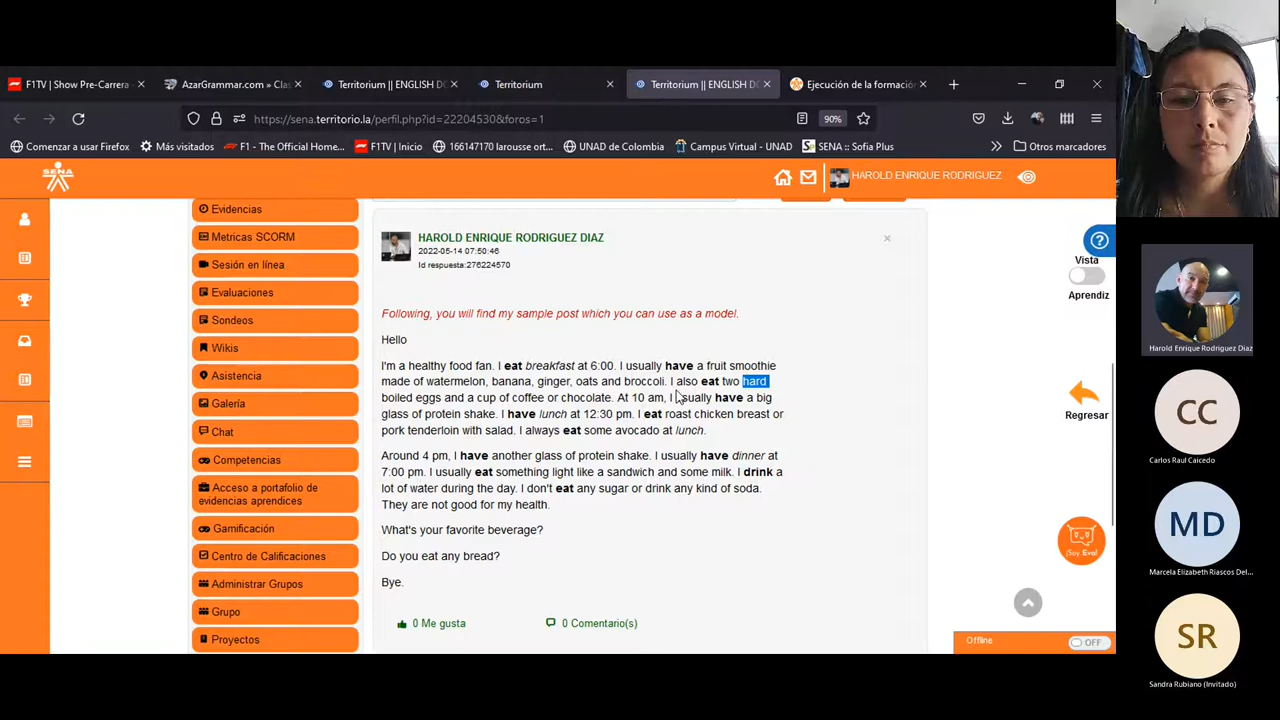 F1TV | Show Pre-Carrera
AzarGrammar.com » Clas
Territorium || ENGLISH DO
Territorium
Territorium || ENGLISH DO
Ejecución de la formación
https://sena.territorio.la/perfil.php?id=22204530&foros=1
90%
Comenzar a usar Firefox
Más visitados
F1 - The Official Home...
F1TV | Inicio
166147170 larousse ort...
UNAD de Colombia
Campus Virtual - UNAD
SENA :: Sofia Plus
Otros marcadores
SENA
HAROLD ENRIQUE RODRIGUEZ
Evidencias
Metricas SCORM
Sesión en línea
Evaluaciones
Sondeos
Wikis
Asistencia
Galería
Chat
Competencias
Acceso a portafolio de
evidencias aprendices
Gamificación
Centro de Calificaciones
Administrar Grupos
Grupo
Proyectos
HAROLD ENRIQUE RODRIGUEZ DIAZ
2022-05-14 07:50:46
Id respuesta:276224570
Following, you will find my sample post which you can use as a model.
Hello
I'm a healthy food fan. I eat breakfast at 6:00. I usually have a fruit smoothie
made of watermelon, banana, ginger, oats and broccoli. I also eat two hard
boiled eggs and a cup of coffee or chocolate. At 10 am, I usually have a big
glass of protein shake. I have lunch at 12:30 pm. I eat roast chicken breast or
pork tenderloin with salad. I always eat some avocado at lunch.
Around 4 pm, I have another glass of protein shake. I usually have dinner at
7:00 pm. I usually eat something light like a sandwich and some milk. I drink a
lot of water during the day. I don't eat any sugar or drink any kind of soda.
They are not good for my health.
What's your favorite beverage?
Do you eat any bread?
Bye.
0 Me gusta
0 Comentario(s)
Vista
Aprendiz
Regresar
¡Soy Eva!
Offline
OFF
Harold Enrique Rodriguez Diaz
CC
Carlos Raul Caicedo
MD
Marcela Elizabeth Riascos Del...
SR
Sandra Rubiano (Invitado)